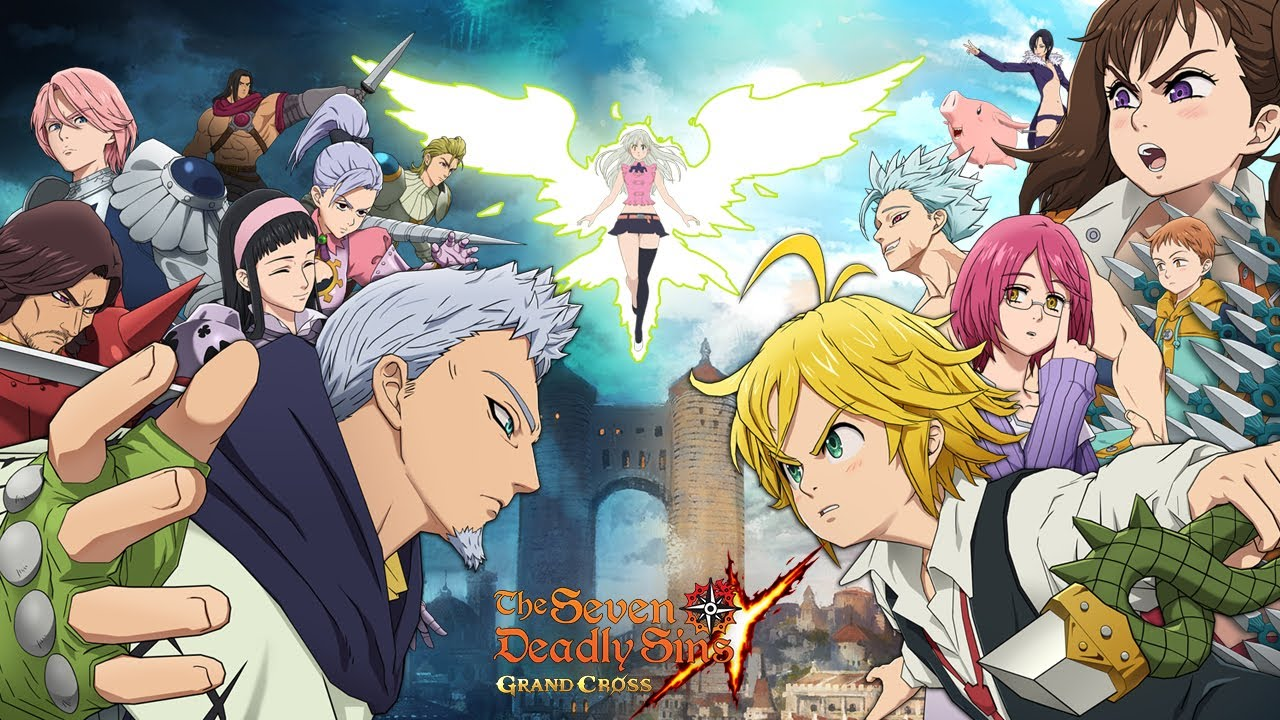 The Seven
Deadly Sins
Grand Cross